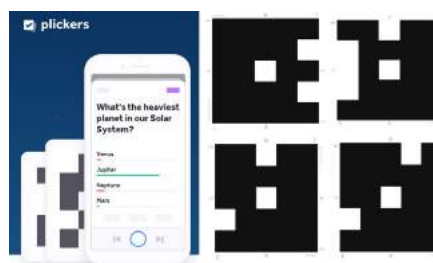 plickers
What's the heaviest
planet in our Solar
System?
Venus
Jupiter
Neptune
Mars